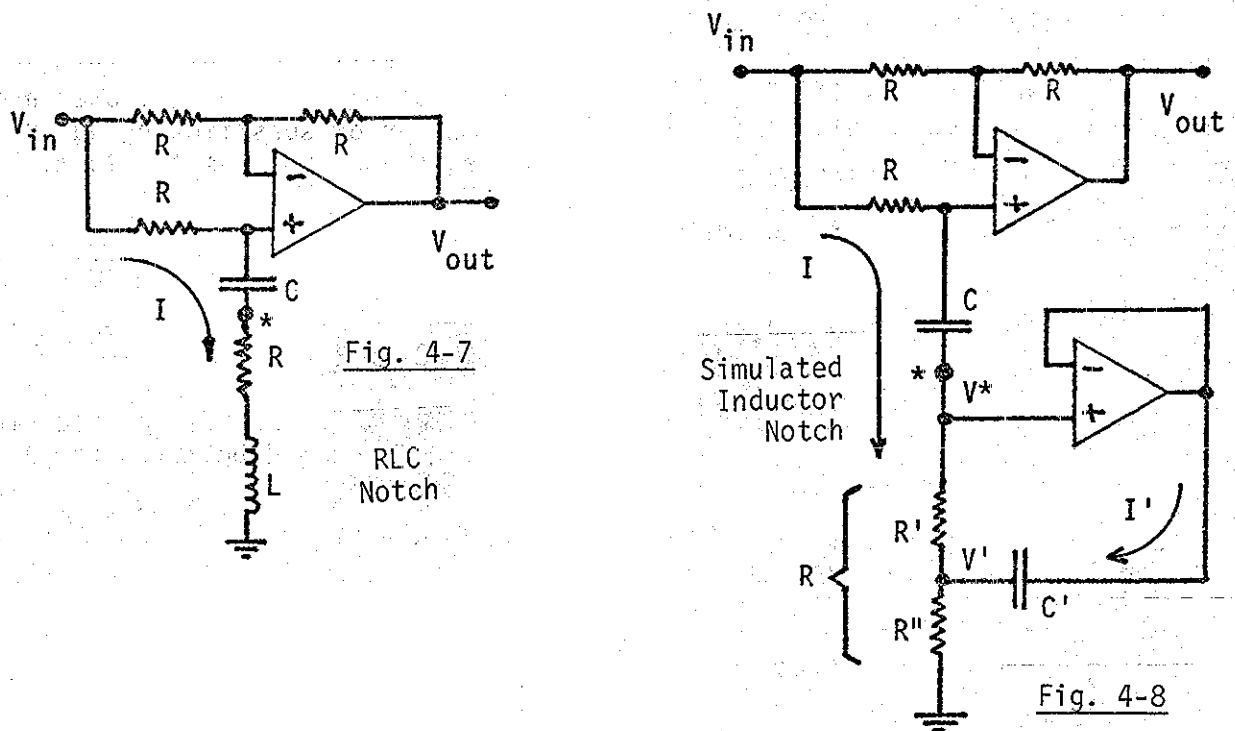 V_in
R
R
R
V_out
I
C
*
R
Fig. 4-7
L
RLC
Notch
V_in
R
R
V_out
R
I
C
Simulated
Inductor
Notch
*
V*
R'
I'
R
V'
C'
R"
Fig. 4-8